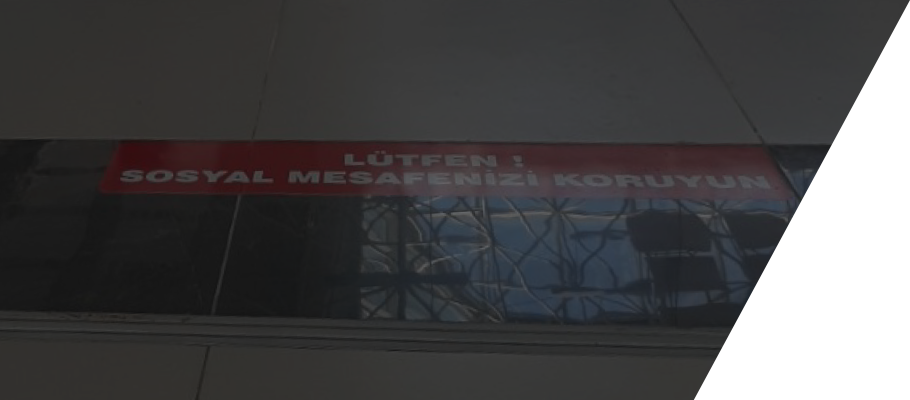 LÜTFEN !
SOSYAL MESAFENİZİ KORUYUN